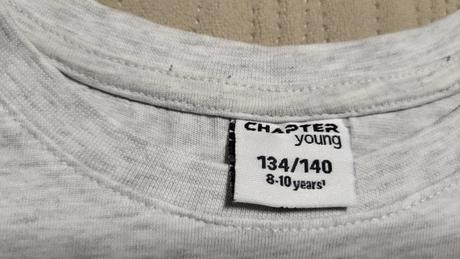 CHAPTER
young
134/140
8-10 years¹